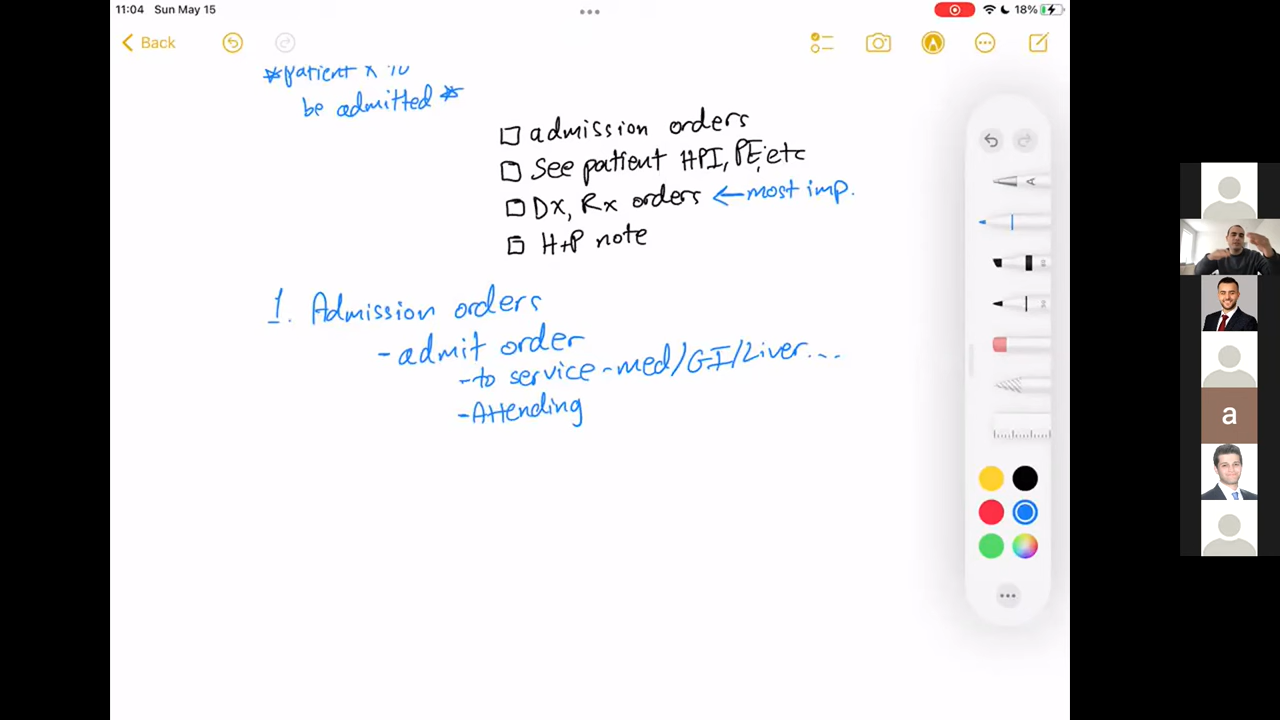 11:04 Sun May 15
18%
Back
*patient x to
be admitted*
admission orders
See patient HPI, PE, etc
Dx, Rx orders ← most imp.
H+P note
1. Admission orders
- admit order
- to service - med/GI/Liver...
- Attending
A
a